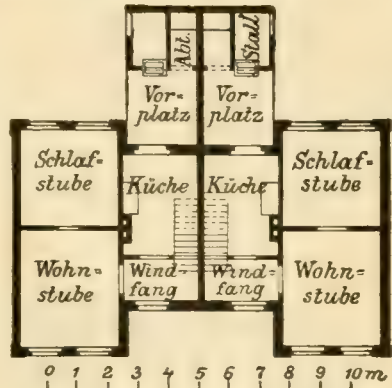 Abt.
Stall
Vor=
platz
Vor=
platz
Schlaf=
stube
Küche
Küche
Schlaf=
stube
Wohn=
stube
Wind=
fang
Wind=
fang
Wohn=
stube
0 1 2 3 4 5 6 7 8 9 10 m.